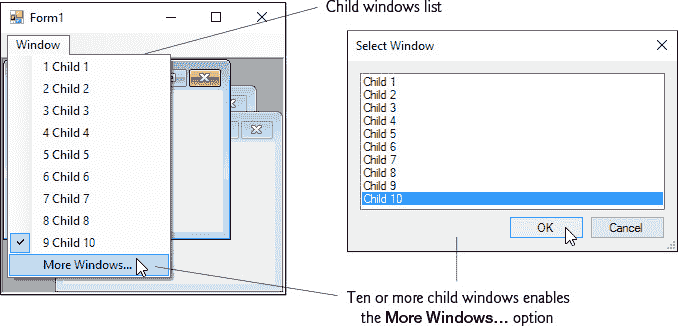 Child windows list
Form1
Window
1 Child 1
2 Child 2
3 Child 3
4 Child 4
5 Child 5
6 Child 6
7 Child 7
8 Child 8
9 Child 10
More Windows...
Select Window
Child 1
Child 2
Child 3
Child 4
Child 5
Child 6
Child 7
Child 8
Child 9
Child 10
OK
Cancel
Ten or more child windows enables
the More Windows... option